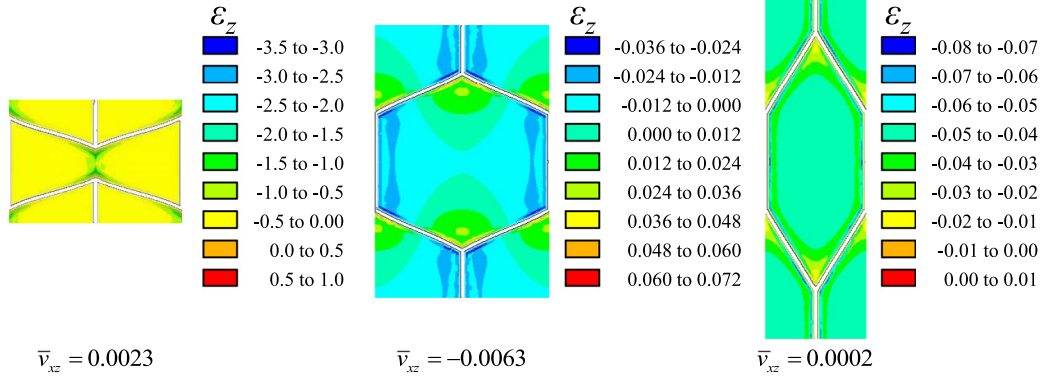 ε_z
-3.5 to -3.0
-3.0 to -2.5
-2.5 to -2.0
-2.0 to -1.5
-1.5 to -1.0
-1.0 to -0.5
-0.5 to 0.00
0.0 to 0.5
0.5 to 1.0
v̄_xz = 0.0023
ε_z
-0.036 to -0.024
-0.024 to -0.012
-0.012 to 0.000
0.000 to 0.012
0.012 to 0.024
0.024 to 0.036
0.036 to 0.048
0.048 to 0.060
0.060 to 0.072
v̄_xz = −0.0063
ε_z
-0.08 to -0.07
-0.07 to -0.06
-0.06 to -0.05
-0.05 to -0.04
-0.04 to -0.03
-0.03 to -0.02
-0.02 to -0.01
-0.01 to 0.00
0.00 to 0.01
v̄_xz = 0.0002